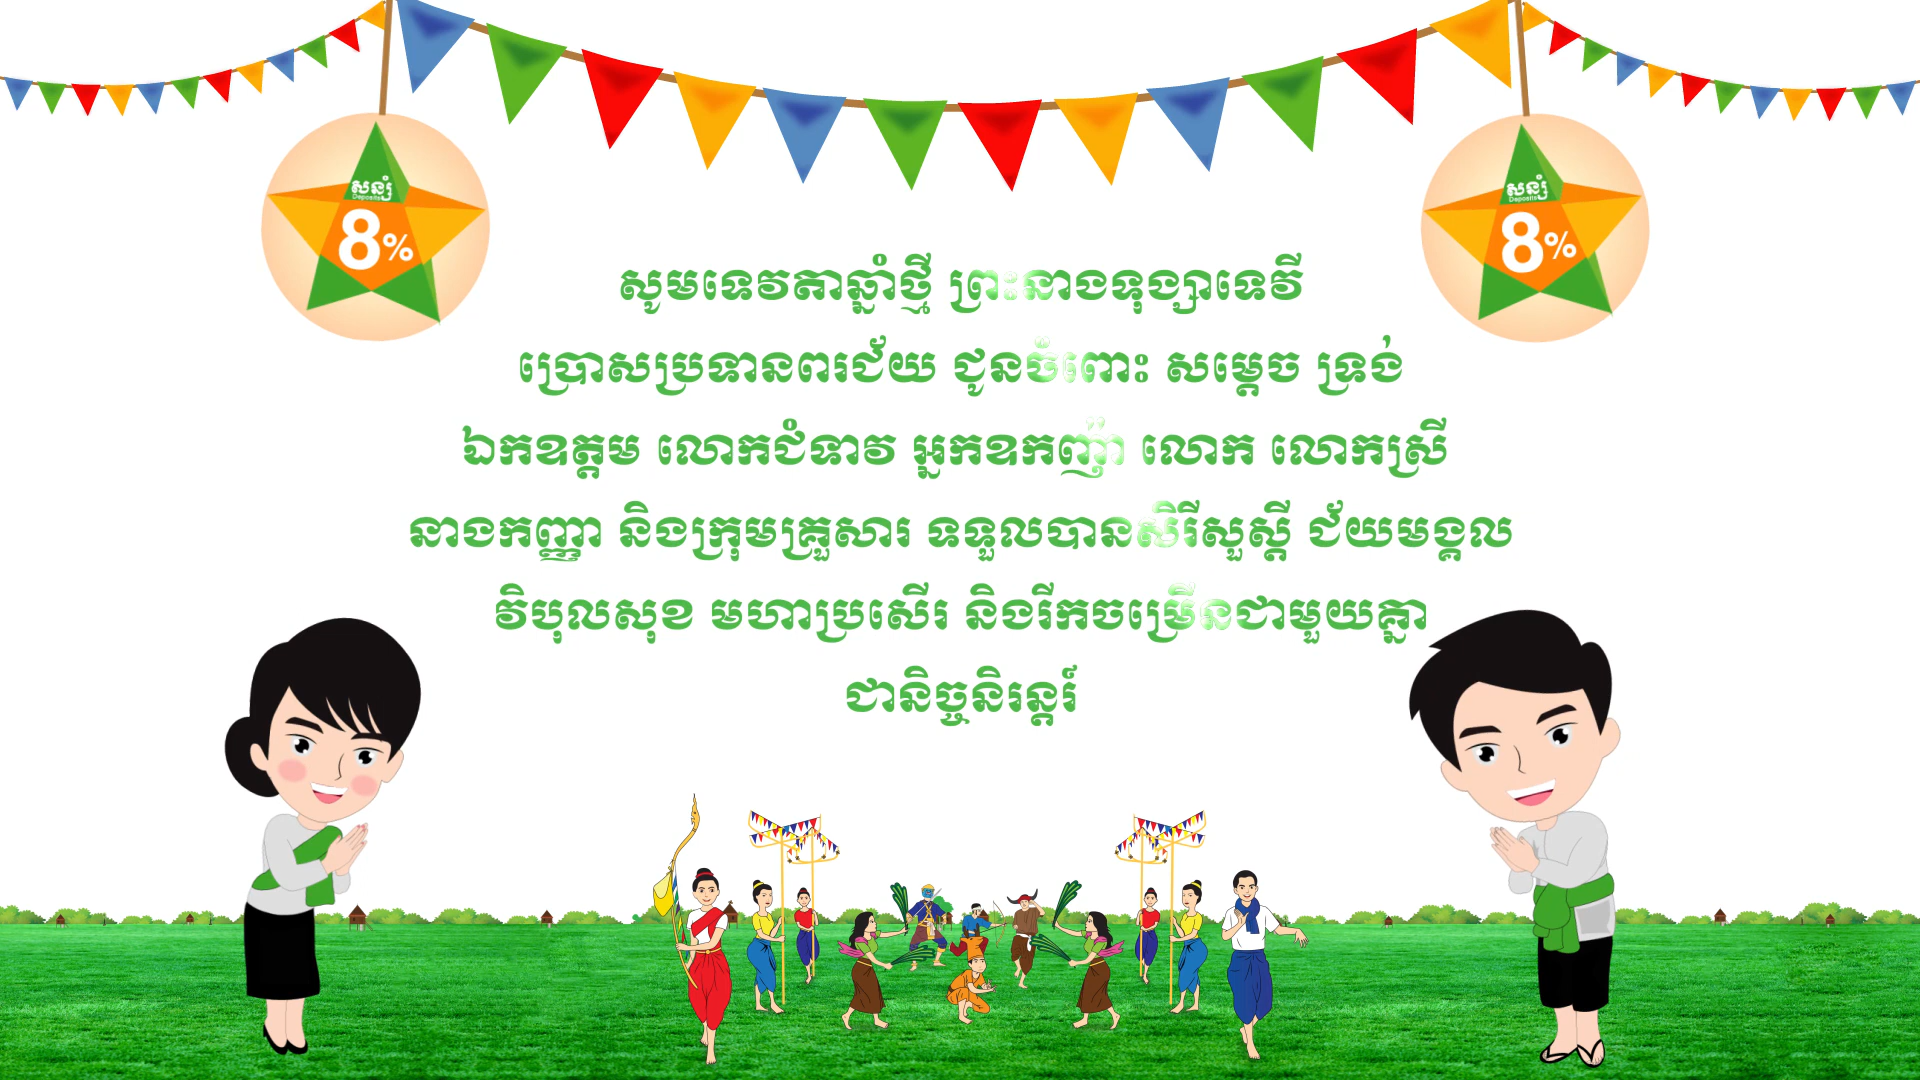 សន្សំ
Deposits
8%
សន្សំ
Deposits
8%
សូមទេវតាឆ្នាំថ្មី ព្រះនាងទុង្សាទេវី
ប្រោសប្រទានពរជ័យ ជូនចំពោះ សម្តេច ទ្រង់
ឯកឧត្តម លោកជំទាវ អ្នកឧកញ៉ា លោក លោកស្រី
នាងកញ្ញា និងក្រុមគ្រួសារ ទទួលបានសិរីសួស្តី ជ័យមង្គល
វិបុលសុខ មហាប្រសើរ និងរីកចម្រើនជាមួយគ្នា
ជានិច្ចនិរន្តរ៍